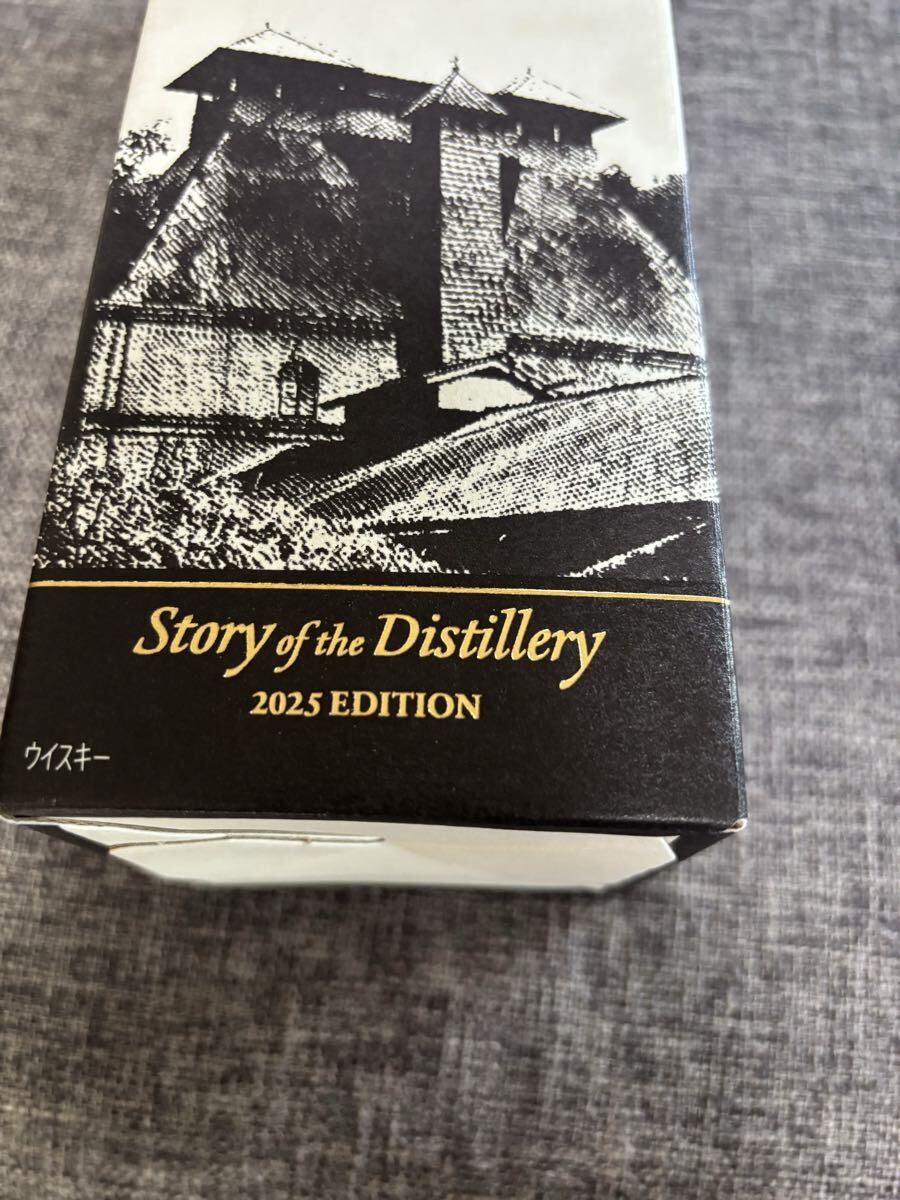 Story of the Distillery
2025 EDITION
ウイスキー